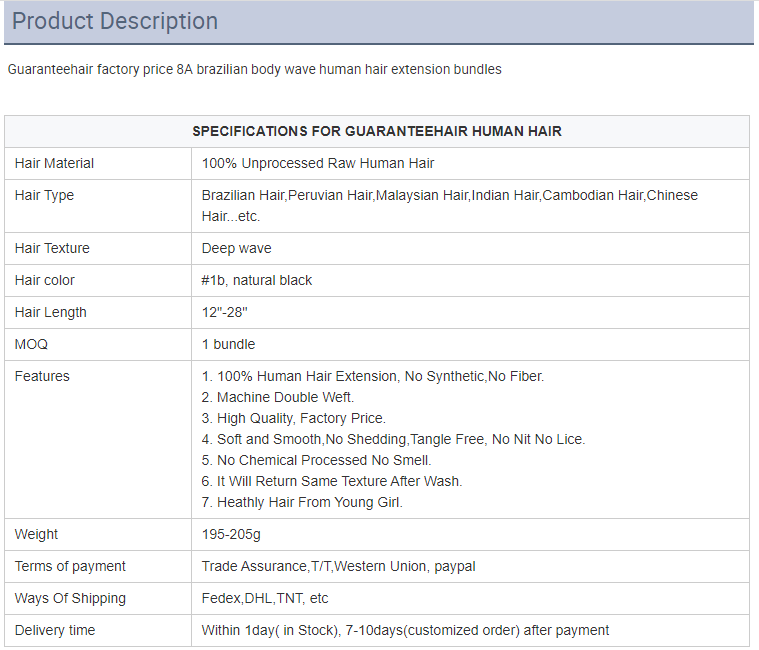 Product Description
Guaranteehair factory price 8A brazilian body wave human hair extension bundles
SPECIFICATIONS FOR GUARANTEEHAIR HUMAN HAIR
Hair Material
100% Unprocessed Raw Human Hair
Hair Type
Brazilian Hair,Peruvian Hair,Malaysian Hair,Indian Hair,Cambodian Hair,Chinese
Hair...etc.
Hair Texture
Deep wave
Hair color
#1b, natural black
Hair Length
12"-28"
MOQ
1 bundle
Features
1. 100% Human Hair Extension, No Synthetic,No Fiber.
2. Machine Double Weft.
3. High Quality, Factory Price.
4. Soft and Smooth,No Shedding,Tangle Free, No Nit No Lice.
5. No Chemical Processed No Smell.
6. It Will Return Same Texture After Wash.
7. Heathly Hair From Young Girl.
Weight
195-205g
Terms of payment
Trade Assurance,T/T,Western Union, paypal
Ways Of Shipping
Fedex,DHL,TNT, etc
Delivery time
Within 1day( in Stock), 7-10days(customized order) after payment